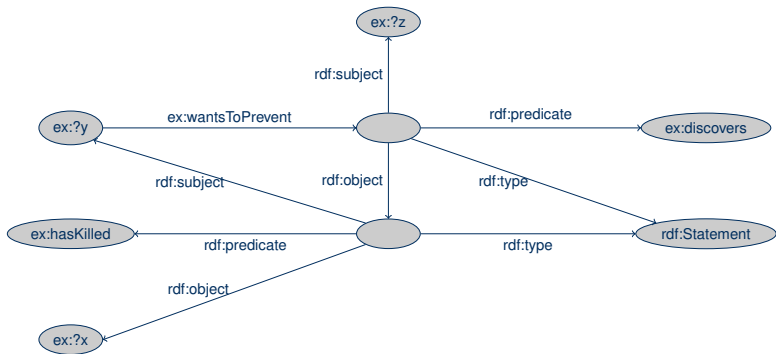 ex:?z
rdf:subject
ex:?y
ex:wantsToPrevent
rdf:predicate
ex:discovers
rdf:subject
rdf:object
rdf:type
ex:hasKilled
rdf:predicate
rdf:type
rdf:Statement
rdf:object
ex:?x